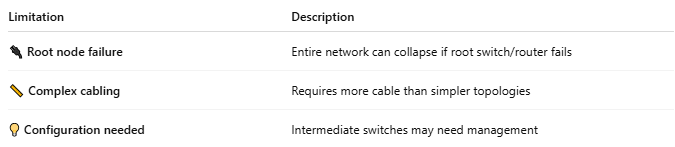 Limitation Description
🔌 Root node failure Entire network can collapse if root switch/router fails
📏 Complex cabling Requires more cable than simpler topologies
💡 Configuration needed Intermediate switches may need management